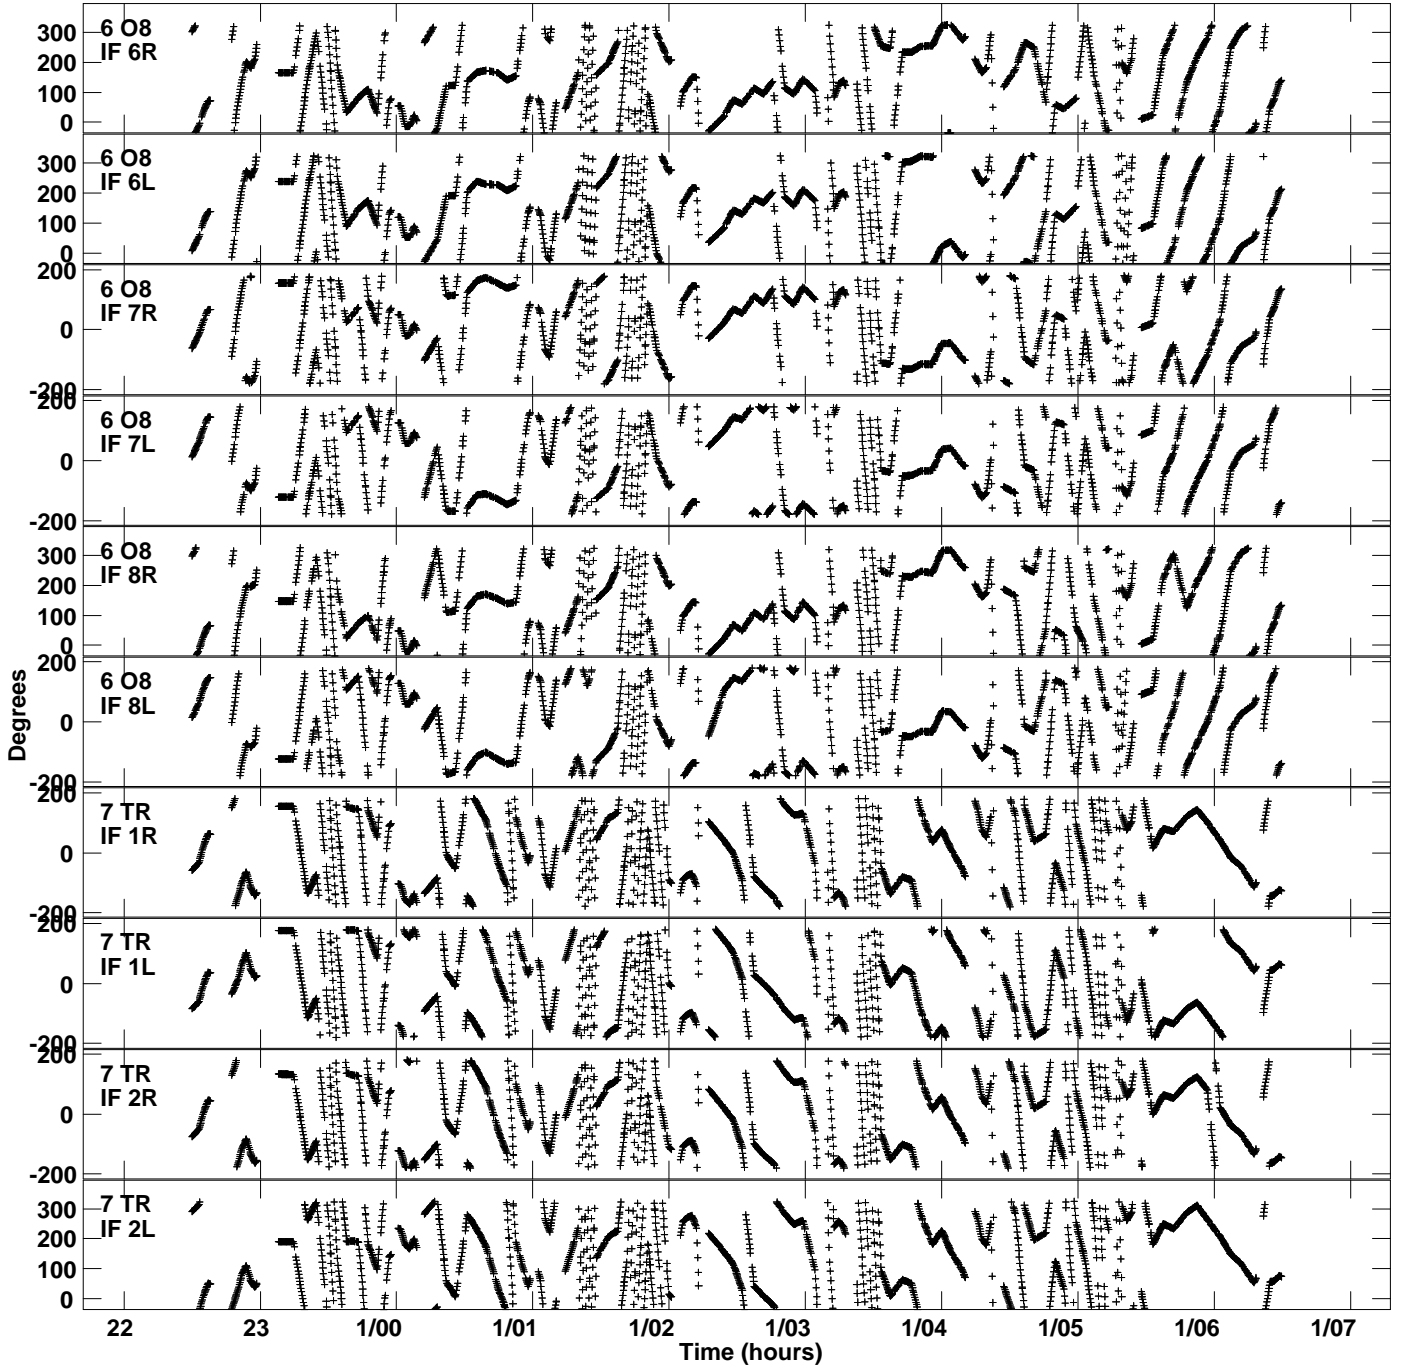 6 O8
IF 6R
300
200
100
0
6 O8
IF 6L
300
200
100
0
6 O8
IF 7R
200
0
-200
6 O8
IF 7L
200
0
-200
6 O8
IF 8R
300
200
100
0
6 O8
IF 8L
200
0
-200
7 TR
IF 1R
200
0
-200
7 TR
IF 1L
200
0
-200
7 TR
IF 2R
200
0
-200
7 TR
IF 2L
300
200
100
0
Degrees
22 23 1/00 1/01 1/02 1/03 1/04 1/05 1/06 1/07
Time (hours)